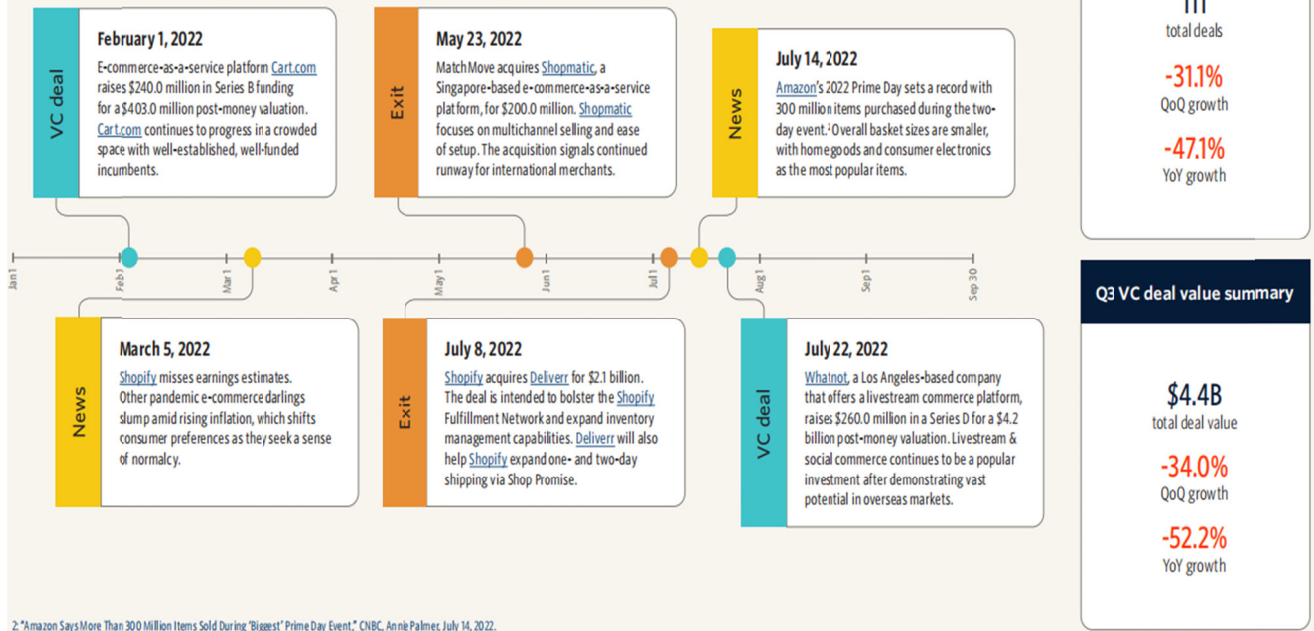 VC deal
February 1, 2022
E-commerce-as-a-service platform Cart.com
raises $240.0 million in Series B funding
for a $403.0 million post-money valuation.
Cart.com continues to progress in a crowded
space with well-established, well-funded
incumbents.
Exit
May 23, 2022
MatchMove acquires Shopmatic, a
Singapore-based e-commerce-as-a-service
platform, for $200.0 million. Shopmatic
focuses on multichannel selling and ease
of setup. The acquisition signals continued
runway for international merchants.
News
July 14, 2022
Amazon's 2022 Prime Day sets a record with
300 million items purchased during the two-
day event.² Overall basket sizes are smaller,
with home goods and consumer electronics
as the most popular items.
Jan 1
Feb 1
Mar 1
Apr 1
May 1
Jun 1
Jul 1
Aug 1
Sep 1
Sep 30
News
March 5, 2022
Shopify misses earnings estimates.
Other pandemic e-commerce darlings
slump amid rising inflation, which shifts
consumer preferences as they seek a sense
of normalcy.
Exit
July 8, 2022
Shopify acquires Deliverr for $2.1 billion.
The deal is intended to bolster the Shopify
Fulfillment Network and expand inventory
management capabilities. Deliverr will also
help Shopify expand one- and two-day
shipping via Shop Promise.
VC deal
July 22, 2022
Whatnot, a Los Angeles-based company
that offers a livestream commerce platform,
raises $260.0 million in a Series D for a $4.2
billion post-money valuation. Livestream &
social commerce continues to be a popular
investment after demonstrating vast
potential in overseas markets.
total deals
-31.1%
QoQ growth
-47.1%
YoY growth
Q3 VC deal value summary
$4.4B
total deal value
-34.0%
QoQ growth
-52.2%
YoY growth
2: "Amazon Says More Than 300 Million Items Sold During 'Biggest' Prime Day Event," CNBC, Annie Palmer, July 14, 2022.